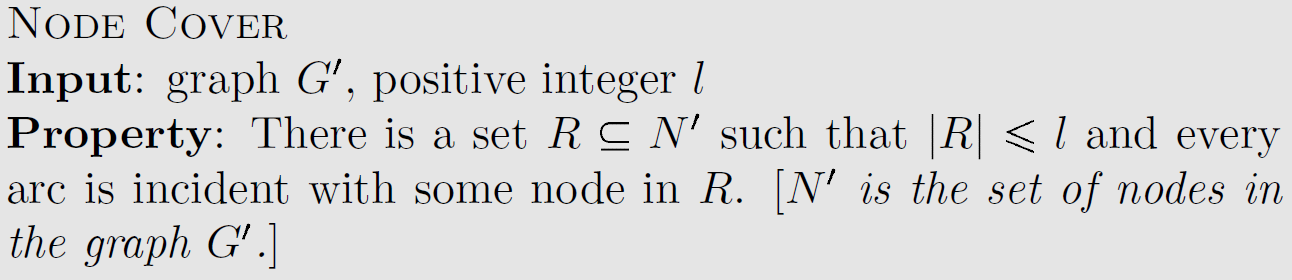 NODE COVER
Input: graph G′, positive integer l
Property: There is a set R ⊆ N′ such that |R| ⩽ l and every
arc is incident with some node in R. [N′ is the set of nodes in
the graph G′.]